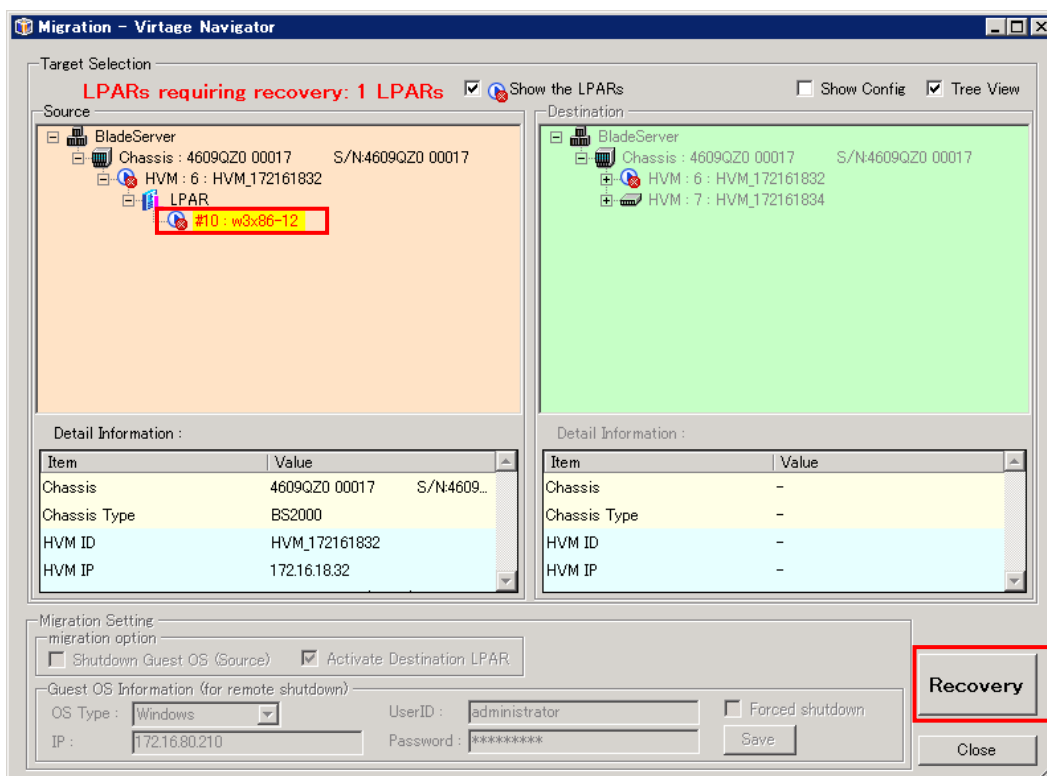 Migration - Virtage Navigator
Target Selection
LPARs requiring recovery: 1 LPARs
Show the LPARs
Show Config
Tree View
Source
BladeServer
Chassis : 4609QZ0 00017 S/N:4609QZ0 00017
HVM : 6 : HVM_172161832
LPAR
#10 : w3x86-12
Destination
BladeServer
Chassis : 4609QZ0 00017 S/N:4609QZ0 00017
HVM : 6 : HVM_172161832
HVM : 7 : HVM_172161834
Detail Information :
Item Value
Chassis 4609QZ0 00017 S/N:4609...
Chassis Type BS2000
HVM ID HVM_172161832
HVM IP 172.16.18.32
Detail Information :
Item Value
Chassis -
Chassis Type -
HVM ID -
HVM IP -
Migration Setting
migration option
Shutdown Guest OS (Source)
Activate Destination LPAR
Guest OS Information (for remote shutdown)
OS Type : Windows
UserID : administrator
Forced shutdown
IP : 172.16.80.210
Password : *********
Save
Recovery
Close